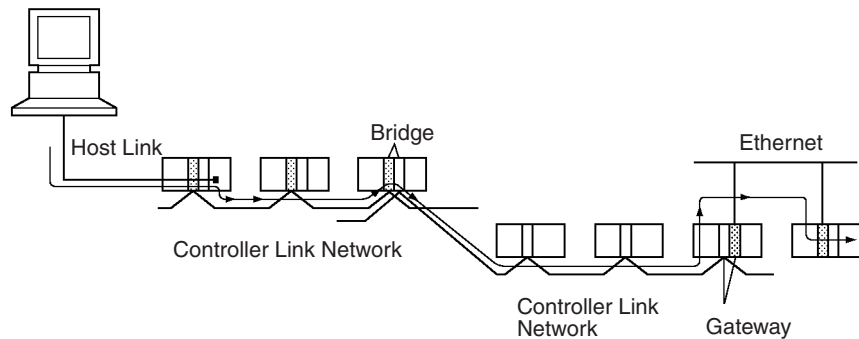 Host Link
Bridge
Ethernet
Controller Link Network
Controller Link
Network
Gateway